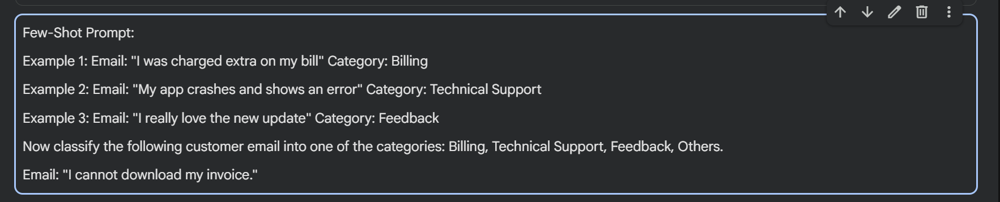 Few-Shot Prompt:
Example 1: Email: "I was charged extra on my bill" Category: Billing
Example 2: Email: "My app crashes and shows an error" Category: Technical Support
Example 3: Email: "I really love the new update" Category: Feedback
Now classify the following customer email into one of the categories: Billing, Technical Support, Feedback, Others.
Email: "I cannot download my invoice."